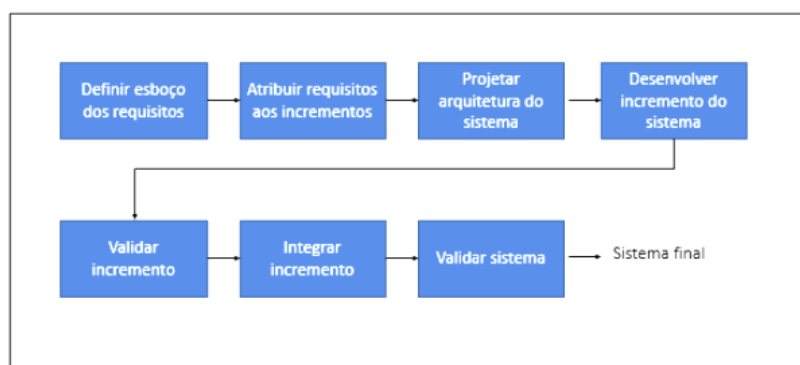 Definir esboço
dos requisitos
Atribuir requisitos
aos incrementos
Projetar
arquitetura do
sistema
Desenvolver
incremento do
sistema
Validar
incremento
Integrar
incremento
Validar sistema
Sistema final